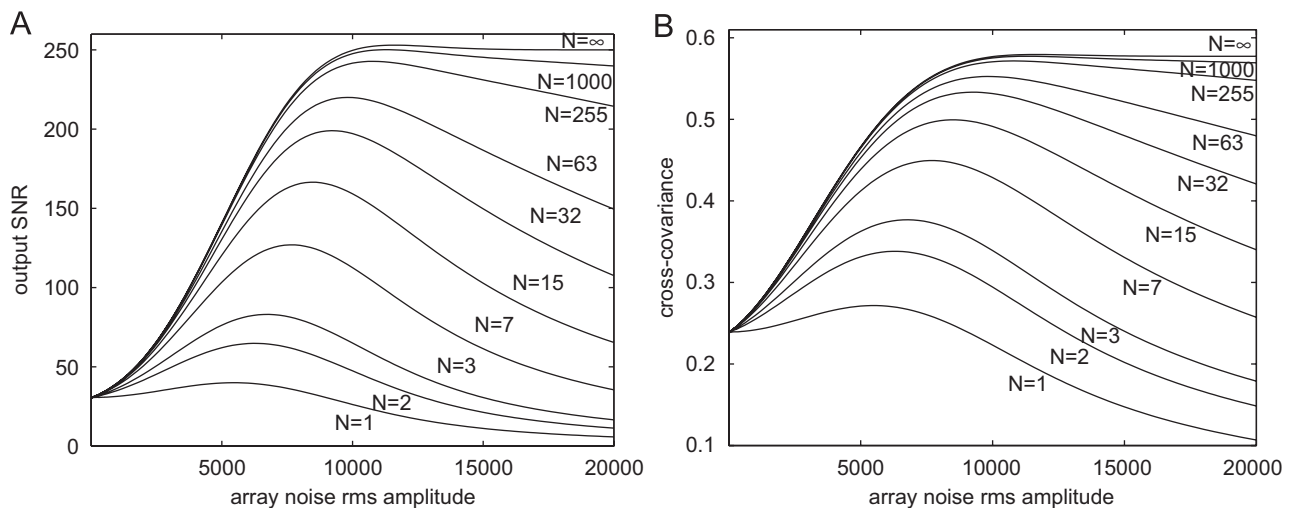 A
output SNR
250
200
150
100
50
0
N=∞
N=1000
N=255
N=63
N=32
N=15
N=7
N=3
N=2
N=1
5000
10000
15000
20000
array noise rms amplitude
B
cross-covariance
0.6
0.5
0.4
0.3
0.2
0.1
N=∞
N=1000
N=255
N=63
N=32
N=15
N=7
N=3
N=2
N=1
5000
10000
15000
20000
array noise rms amplitude